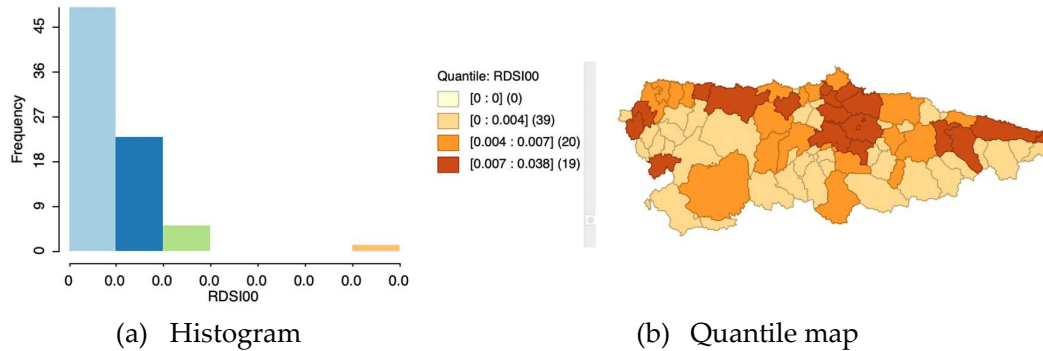 45
36
27
18
9
0
Frequency
0 0.0 0.0 0.0 0.0 0.0 0.0 0.0
RDSI00
Quantile: RDSI00
[0 : 0] (0)
[0 : 0.004] (39)
[0.004 : 0.007] (20)
[0.007 : 0.038] (19)
(a) Histogram
(b) Quantile map